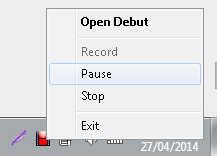 Open Debut
Record
Pause
Stop
Exit
27/04/2014